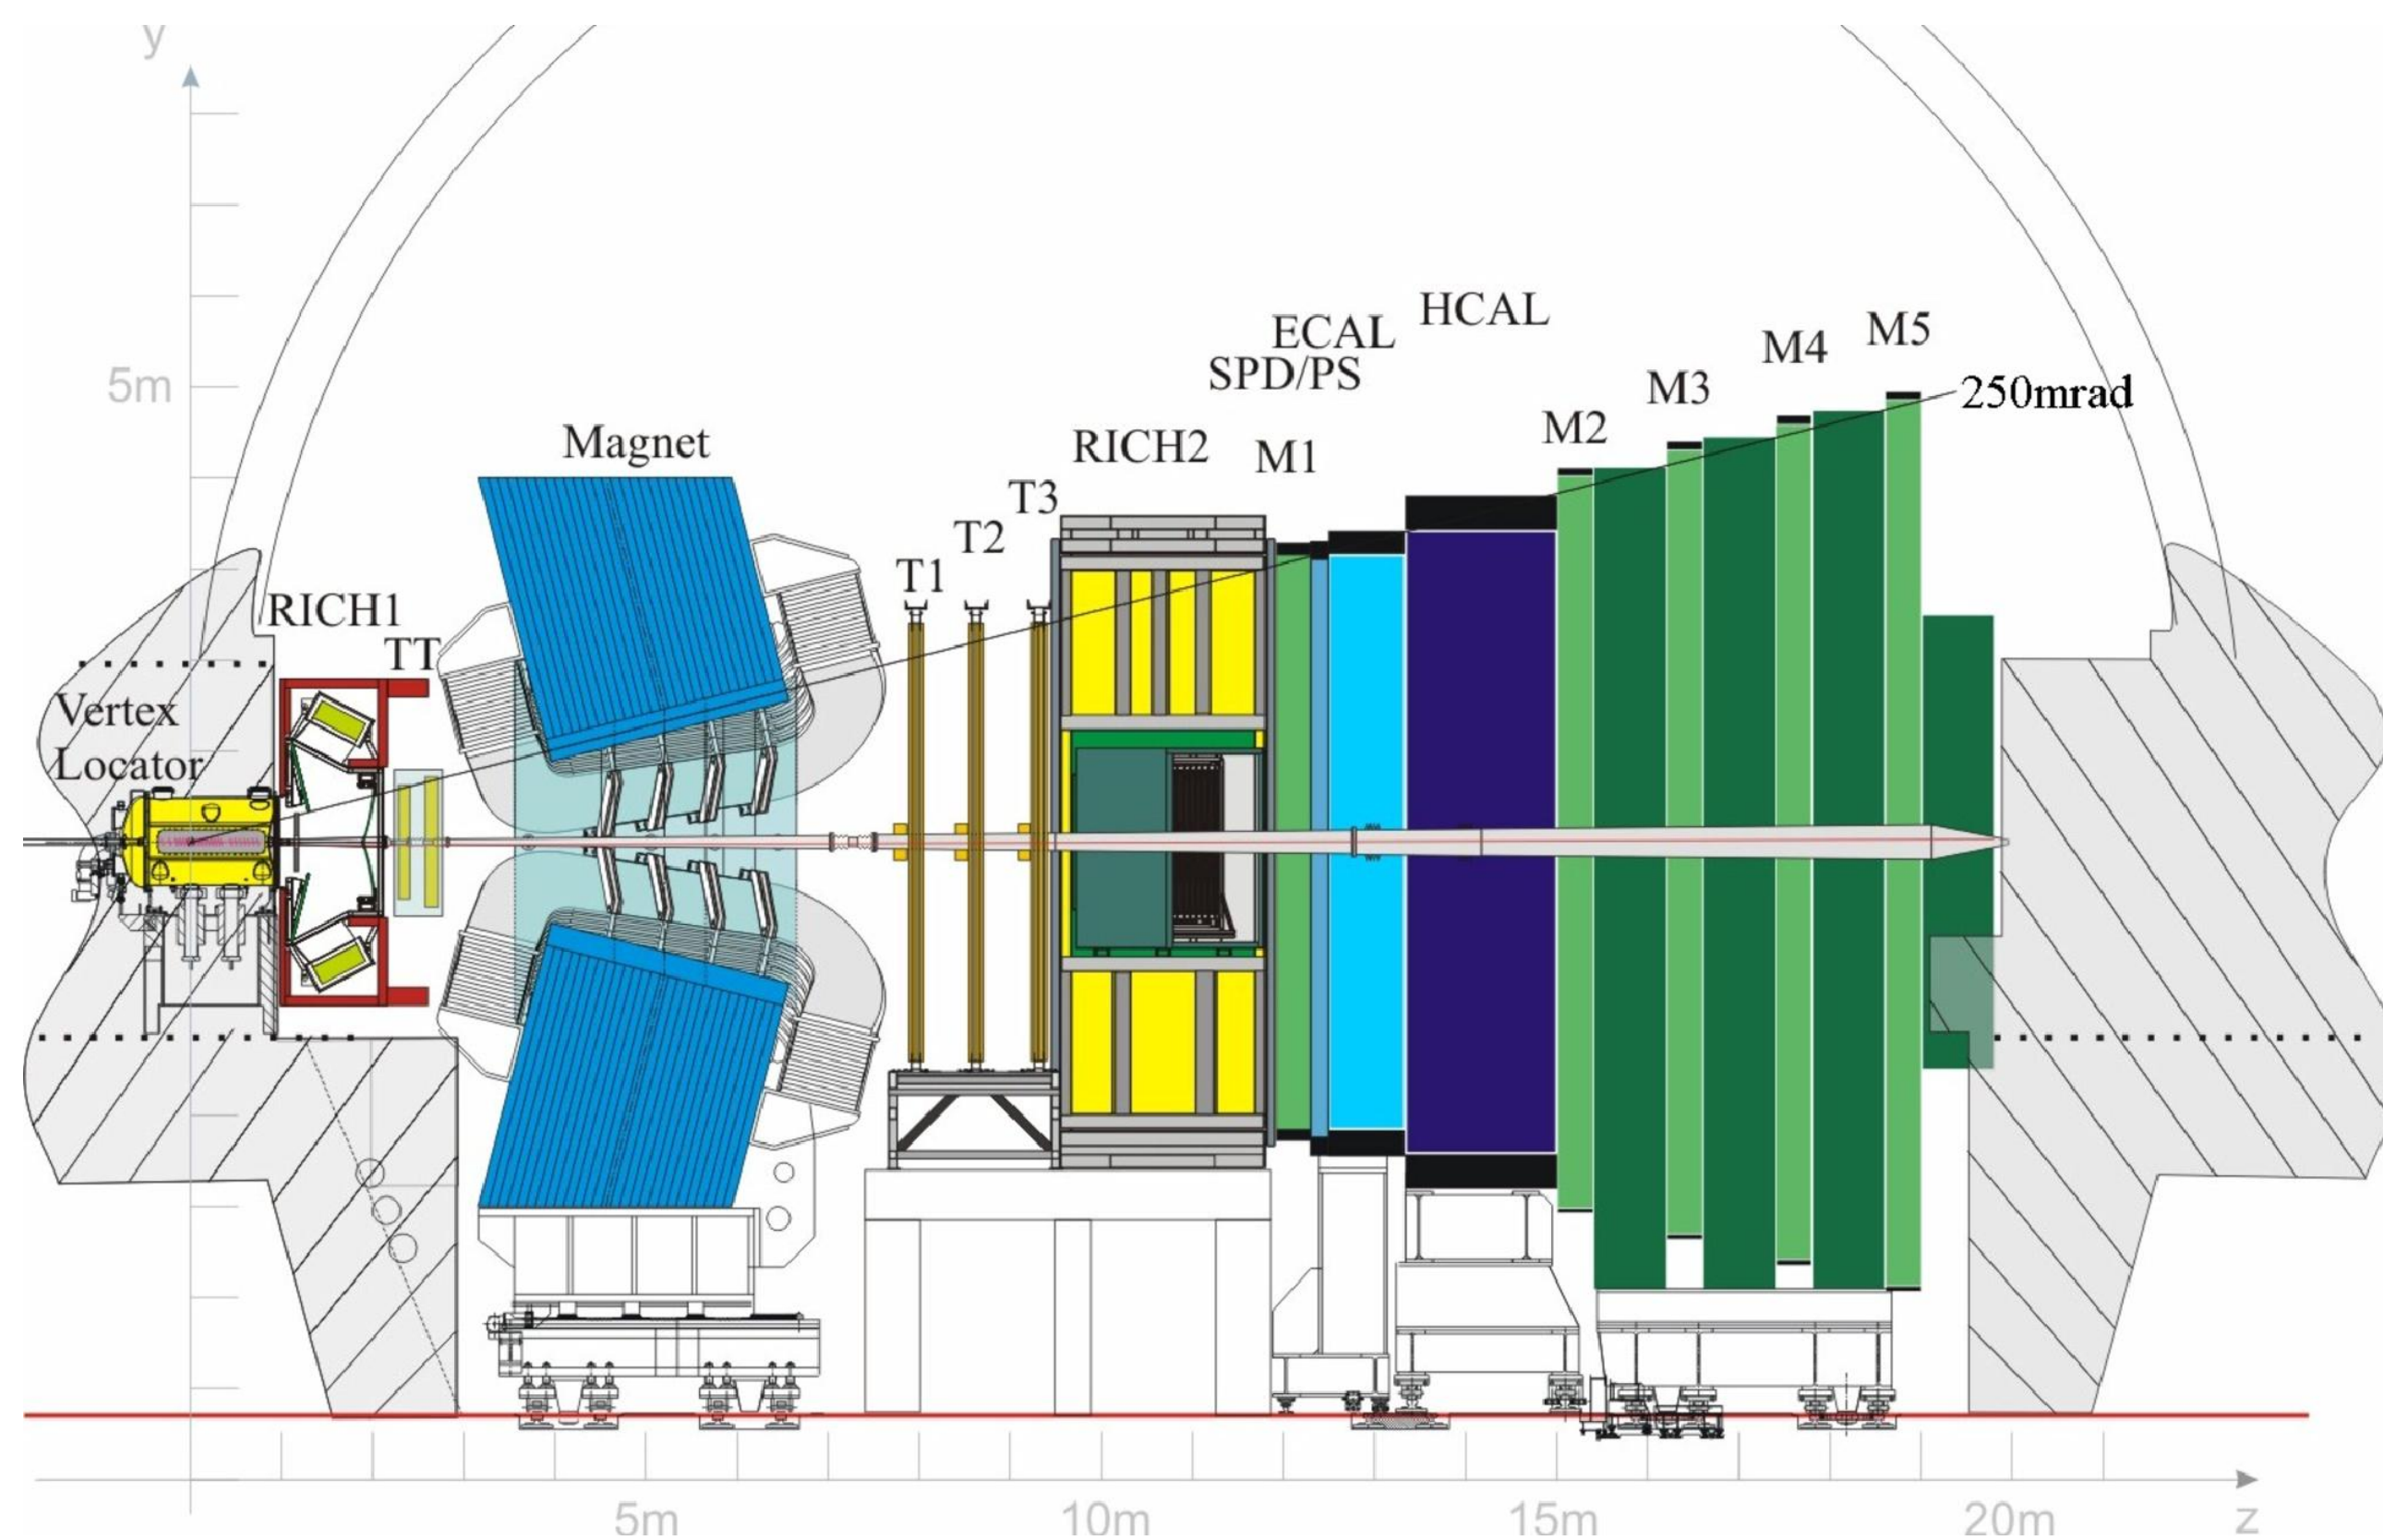 y
5m
HCAL
ECAL
SPD/PS
M5
M4
M3
250mrad
M2
Magnet
RICH2
M1
T3
T2
T1
RICH1
TT
Vertex
Locator
5m
10m
15m
20m
z